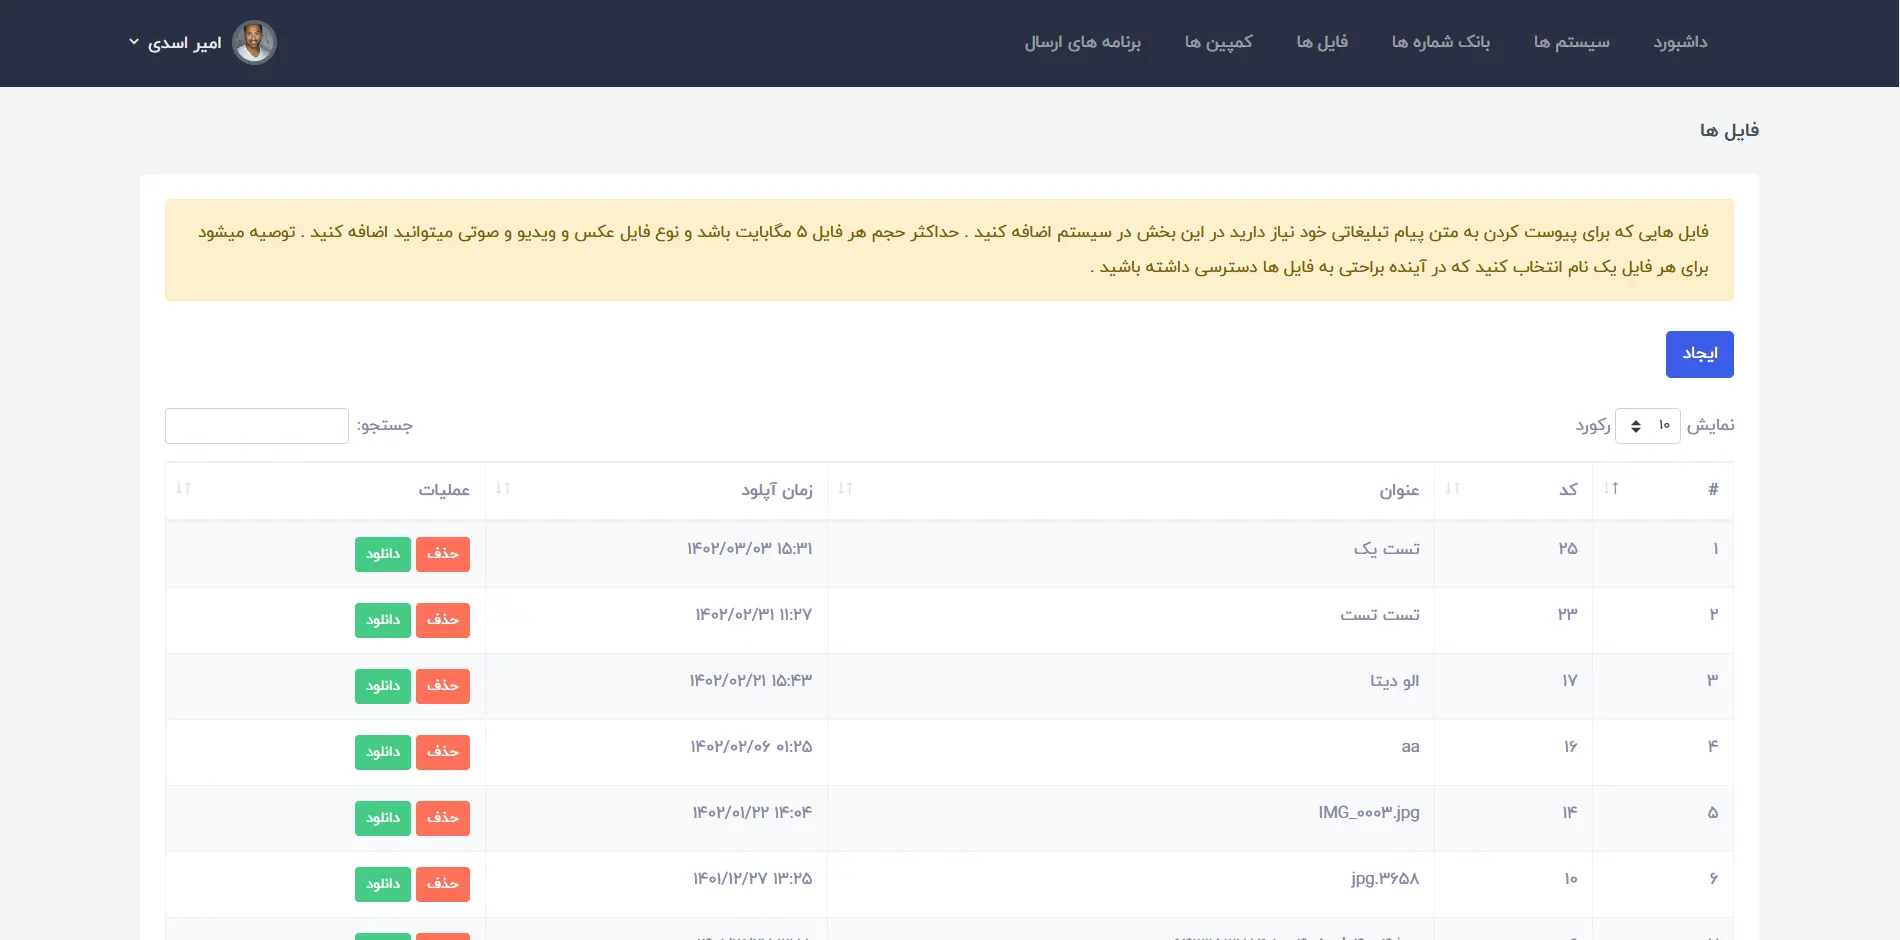 داشبورد سیستم ها بانک شماره ها فایل ها کمپین ها برنامه های ارسال امیر اسدی
فایل ها
فایل هایی که برای پیوست کردن به متن پیام تبلیغاتی خود نیاز دارید در این بخش در سیستم اضافه کنید . حداکثر حجم هر فایل ۵ مگابایت باشد و نوع فایل عکس و ویدیو و صوتی میتوانید اضافه کنید . توصیه میشود
برای هر فایل یک نام انتخاب کنید که در آینده براحتی به فایل ها دسترسی داشته باشید .
ایجاد
نمایش ۱۰ رکورد جستجو:
# کد عنوان زمان آپلود عملیات
۱ ۲۵ تست یک ۱۴۰۲/۰۳/۰۳ ۱۵:۳۱ حذف دانلود
۲ ۲۳ تست تست ۱۴۰۲/۰۲/۳۱ ۱۱:۲۷ حذف دانلود
۳ ۱۷ الو دیتا ۱۴۰۲/۰۲/۲۱ ۱۵:۴۳ حذف دانلود
۴ ۱۶ aa ۱۴۰۲/۰۲/۰۶ ۰۱:۲۵ حذف دانلود
۵ ۱۴ IMG_۰۰۰۳.jpg ۱۴۰۲/۰۱/۲۲ ۱۴:۰۴ حذف دانلود
۶ ۱۰ jpg.۳۶۵۸ ۱۴۰۱/۱۲/۲۷ ۱۳:۲۵ حذف دانلود